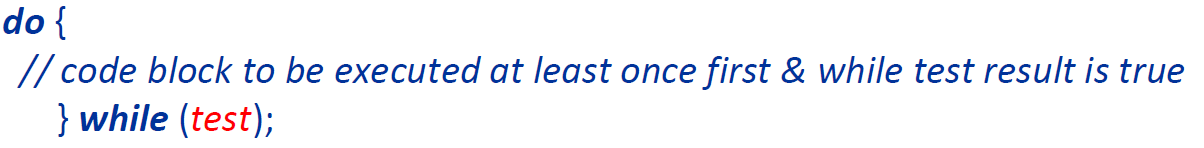 do {
// code block to be executed at least once first & while test result is true
} while (test);